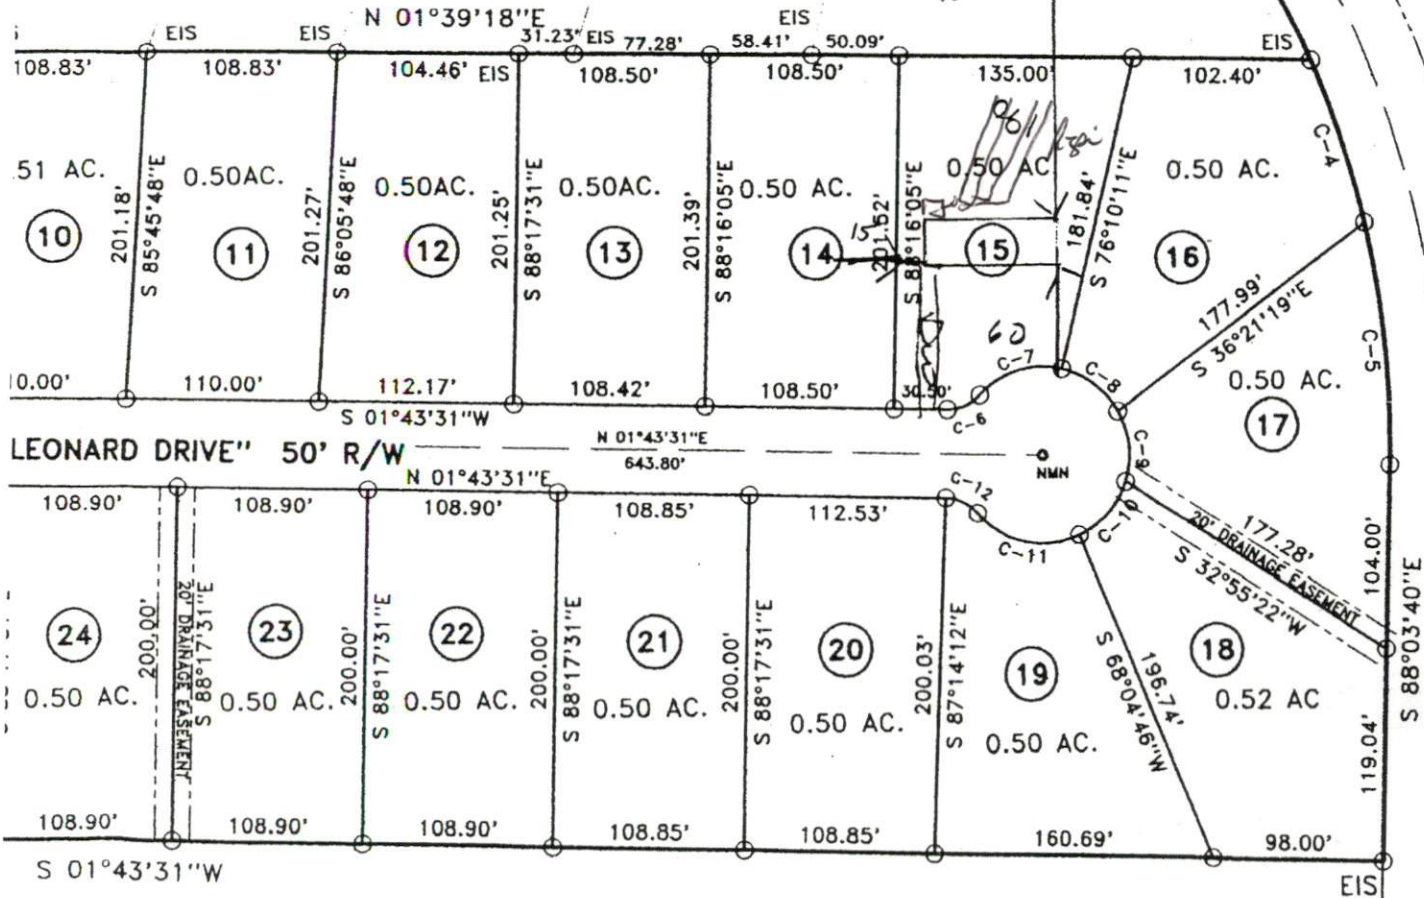 N 01°39'18"E
EIS
EIS EIS 31.23' EIS 77.28' 58.41' 50.09' EIS
108.83' 108.83' 104.46' EIS 108.50' 108.50' 135.00' 102.40'
C-4
.51 AC. 0.50AC. 0.50AC. 0.50AC. 0.50 AC. 0.50 AC 0.50 AC.
10 11 12 13 14 15 16
201.18' S 85°45'48"E
201.27' S 86°05'48"E
201.25' S 88°17'31"E
201.39' S 88°16'05"E
201.52' S 88°16'05"E
181.84' S 76°10'11"E
15
60
177.99'
S 36°21'19"E
C-5
0.50 AC.
17
10.00' 110.00' 112.17' 108.42' 108.50' 30.50' C-6 C-7 C-8
S 01°43'31"W
LEONARD DRIVE" 50' R/W
N 01°43'31"E
643.80'
NMN
C-9
N 01°43'31"E
108.90' 108.90' 108.90' 108.85' 112.53' C-12 C-11 C-10
177.28'
20' DRAINAGE EASEMENT
S 32°55'22"W
104.00'
S 88°03'40"E
119.04'
24 23 22 21 20 19 18
0.50 AC. 0.50 AC. 0.50 AC. 0.50 AC. 0.50 AC. 0.50 AC. 0.52 AC
200.00' 20' DRAINAGE EASEMENT S 88°17'31"E
200.00' S 88°17'31"E
200.00' S 88°17'31"E
200.00' S 88°17'31"E
200.03' S 87°14'12"E
196.74'
S 68°04'46"W
108.90' 108.90' 108.90' 108.85' 108.85' 160.69' 98.00'
S 01°43'31"W
EIS